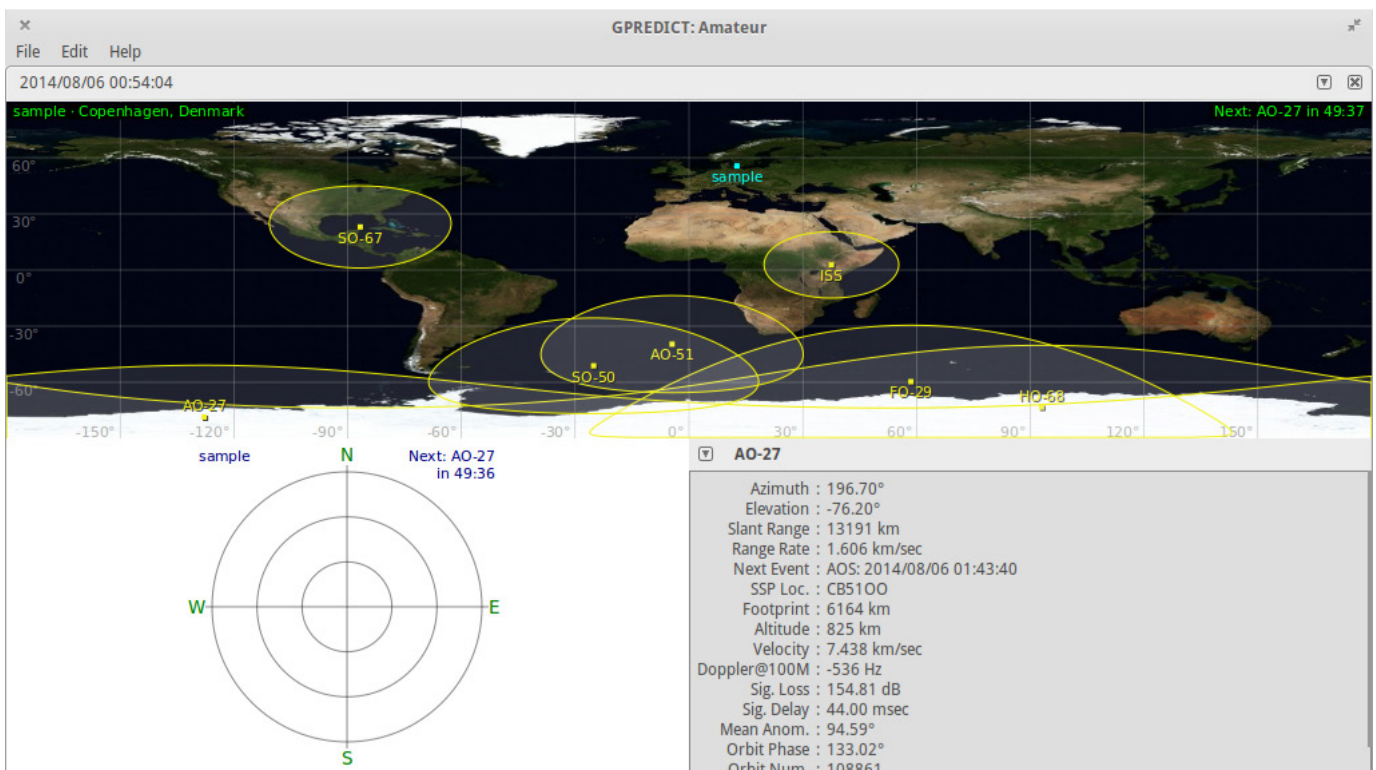 GPREDICT: Amateur
File Edit Help
2014/08/06 00:54:04
sample · Copenhagen, Denmark
Next: AO-27 in 49:37
60°
sample
30°
SO-67
0°
ISS
-30°
AO-51
SO-50
-60°
FO-29
HO-68
AO-27
-150° -120° -90° -60° -30° 0° 30° 60° 90° 120° 150°
sample
N
Next: AO-27
in 49:36
W
E
S
AO-27
Azimuth : 196.70°
Elevation : -76.20°
Slant Range : 13191 km
Range Rate : 1.606 km/sec
Next Event : AOS: 2014/08/06 01:43:40
SSP Loc. : CB51OO
Footprint : 6164 km
Altitude : 825 km
Velocity : 7.438 km/sec
Doppler@100M : -536 Hz
Sig. Loss : 154.81 dB
Sig. Delay : 44.00 msec
Mean Anom. : 94.59°
Orbit Phase : 133.02°
Orbit Num. : 108861